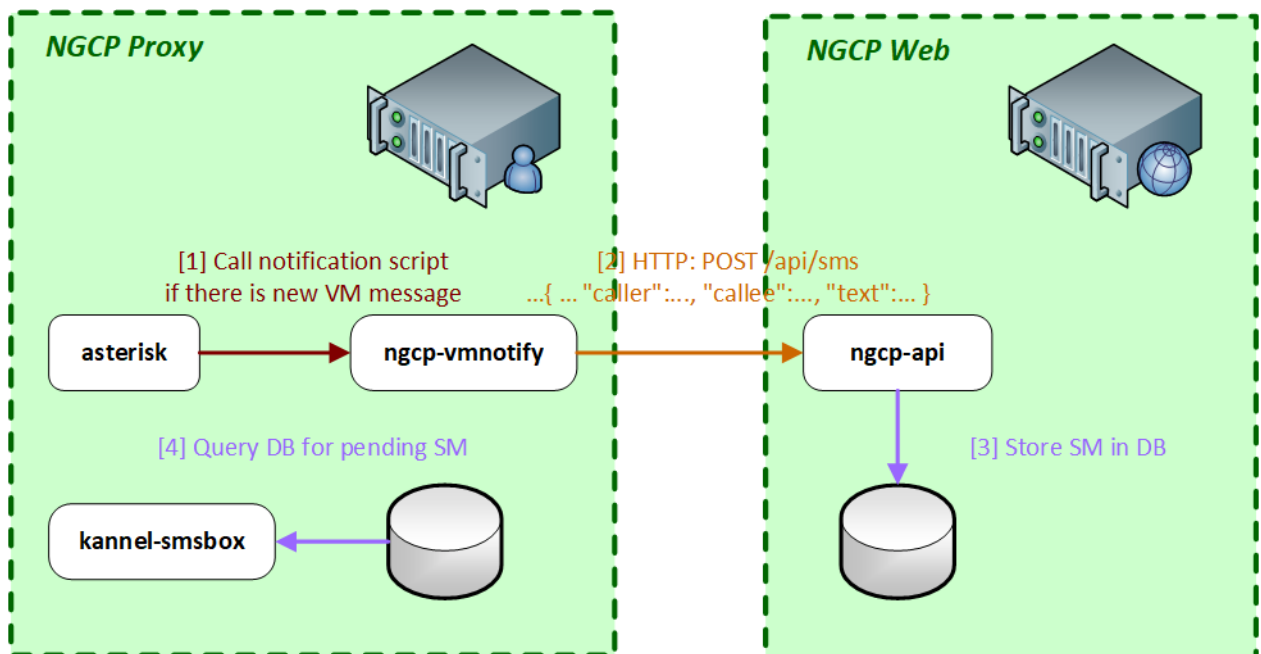 NGCP Proxy
NGCP Web
[1] Call notification script
if there is new VM message
[2] HTTP: POST /api/sms
...{ ... "caller":..., "callee":..., "text":... }
asterisk
ngcp-vmnotify
ngcp-api
[4] Query DB for pending SM
[3] Store SM in DB
kannel-smsbox